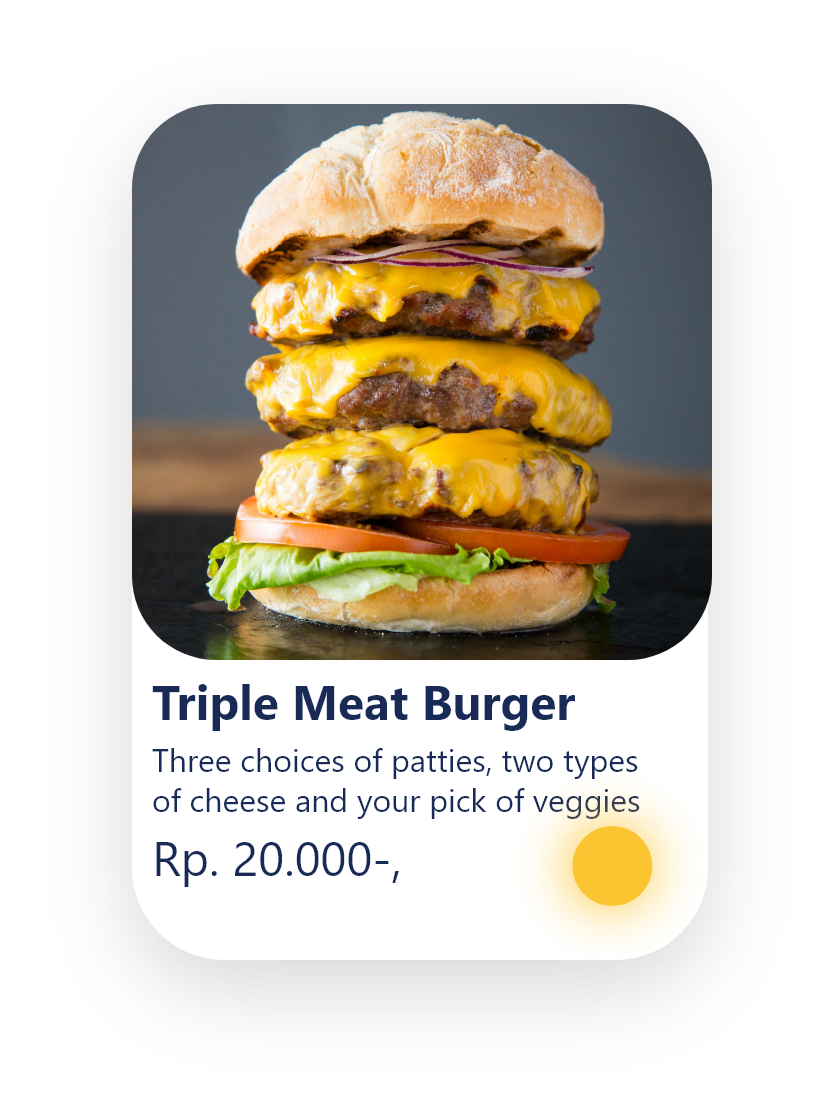 Triple Meat Burger
Three choices of patties, two types
of cheese and your pick of veggies
Rp. 20.000-,